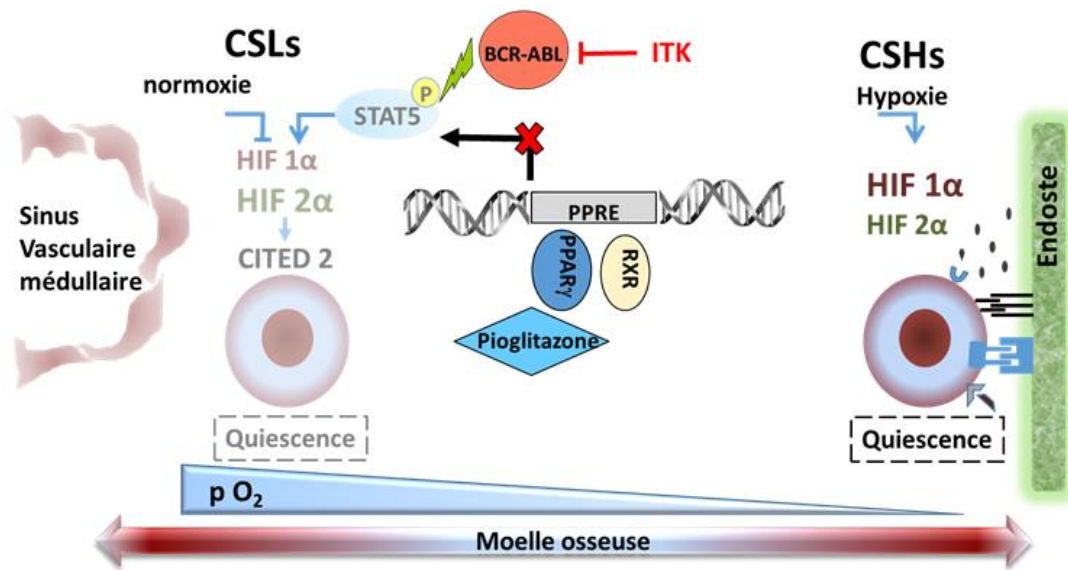 CSLs
normoxie
BCR-ABL
ITK
P
STAT5
HIF 1α
HIF 2α
CITED 2
Quiescence
Sinus
Vasculaire
médullaire
PPRE
PPARγ
RXR
Pioglitazone
CSHs
Hypoxie
HIF 1α
HIF 2α
Quiescence
Endoste
p O₂
Moelle osseuse